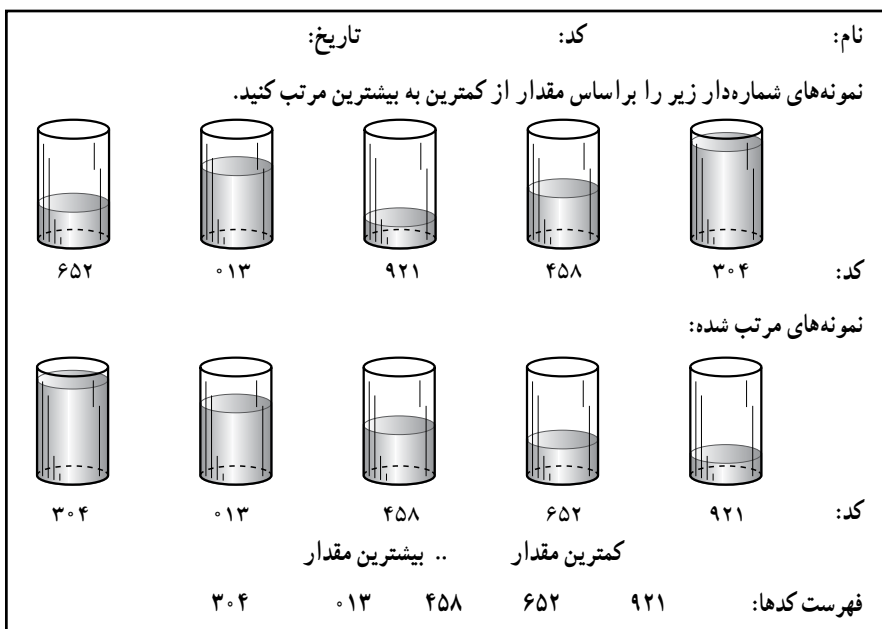 نام: کد: تاریخ:
نمونه‌های شماره‌دار زیر را براساس مقدار از کمترین به بیشترین مرتب کنید.
کد: ۳۰۴ ۴۵۸ ۹۲۱ ۰۱۳ ۶۵۲
نمونه‌های مرتب شده:
کد: ۹۲۱ ۶۵۲ ۴۵۸ ۰۱۳ ۳۰۴
کمترین مقدار .. بیشترین مقدار
فهرست کدها: ۹۲۱ ۶۵۲ ۴۵۸ ۰۱۳ ۳۰۴